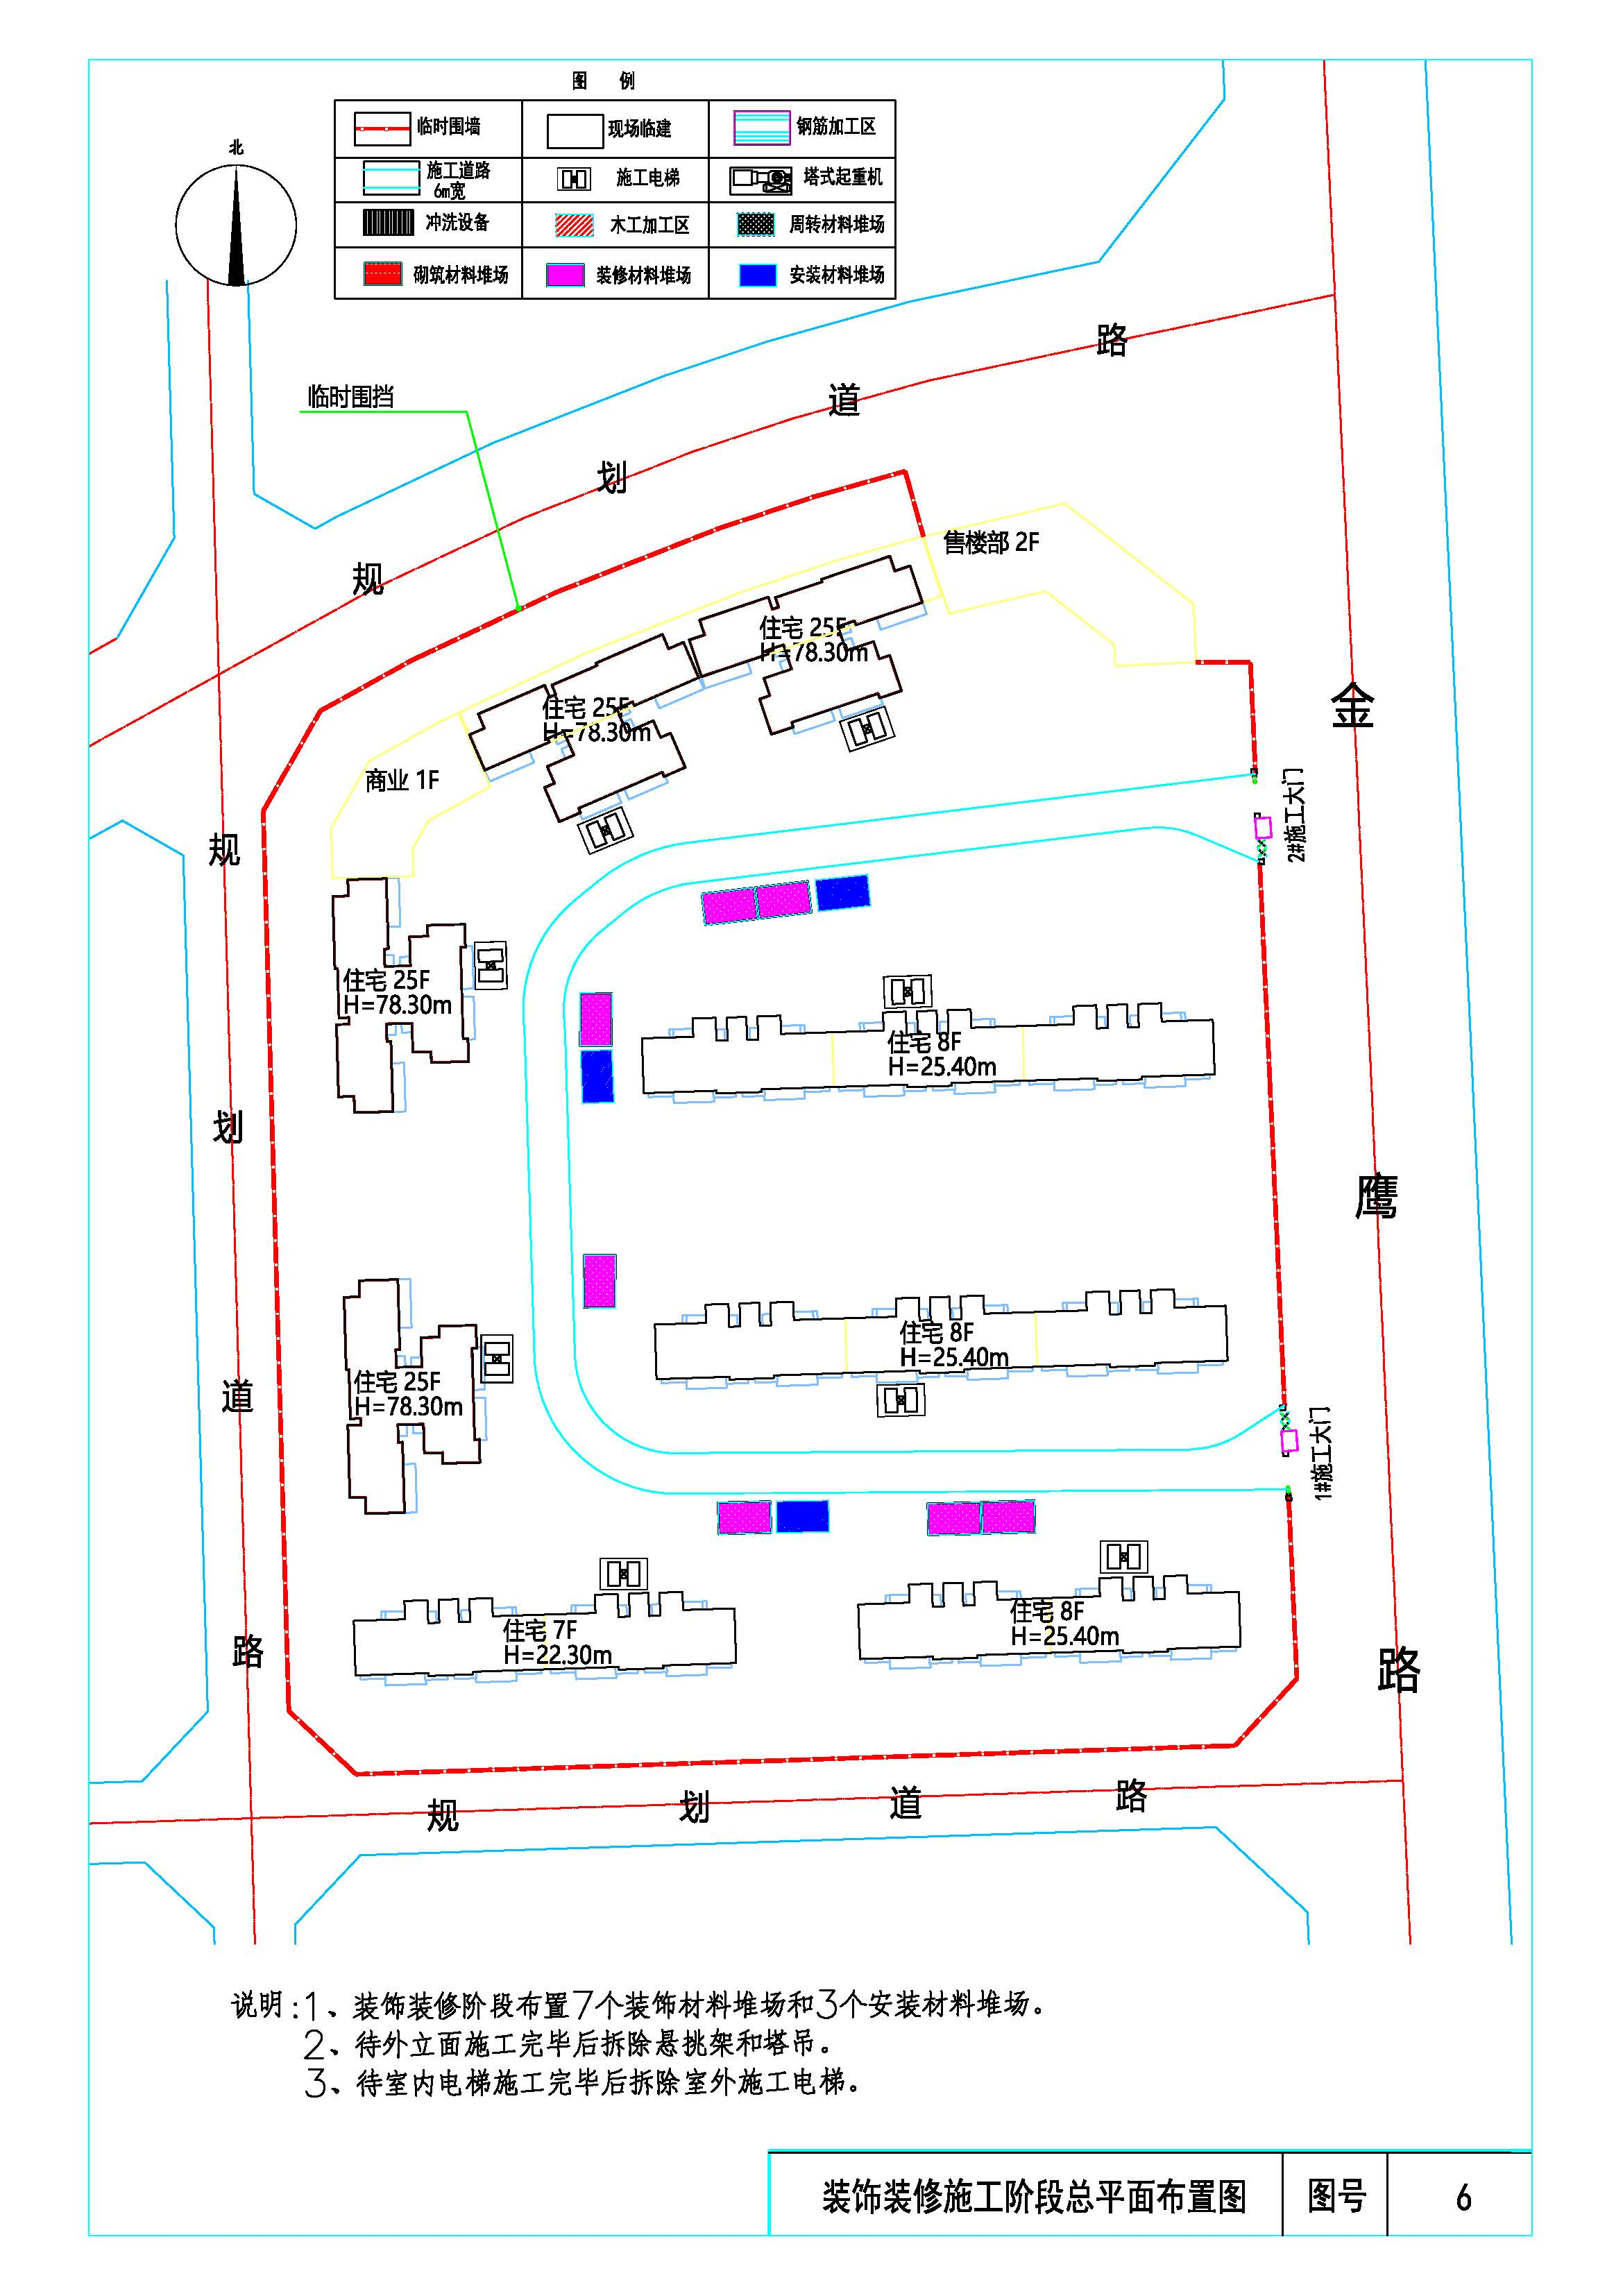 图 例
临时围墙
现场临建
钢筋加工区
施工道路
6m宽
施工电梯
塔式起重机
冲洗设备
木工加工区
周转材料堆场
砌筑材料堆场
装修材料堆场
安装材料堆场
北
临时围挡
规 划 道 路
售楼部 2F
住宅 25F
H=78.30m
住宅 25F
H=78.30m
商业 1F
金 鹰 路
2#施工大门
规 划 道 路
住宅 25F
H=78.30m
住宅 8F
H=25.40m
住宅 8F
H=25.40m
住宅 25F
H=78.30m
1#施工大门
住宅 7F
H=22.30m
住宅 8F
H=25.40m
规 划 道 路
说明:1、装饰装修阶段布置7个装饰材料堆场和3个安装材料堆场。
2、待外立面施工完毕后拆除悬挑架和塔吊。
3、待室内电梯施工完毕后拆除室外施工电梯。
装饰装修施工阶段总平面布置图 图号 6